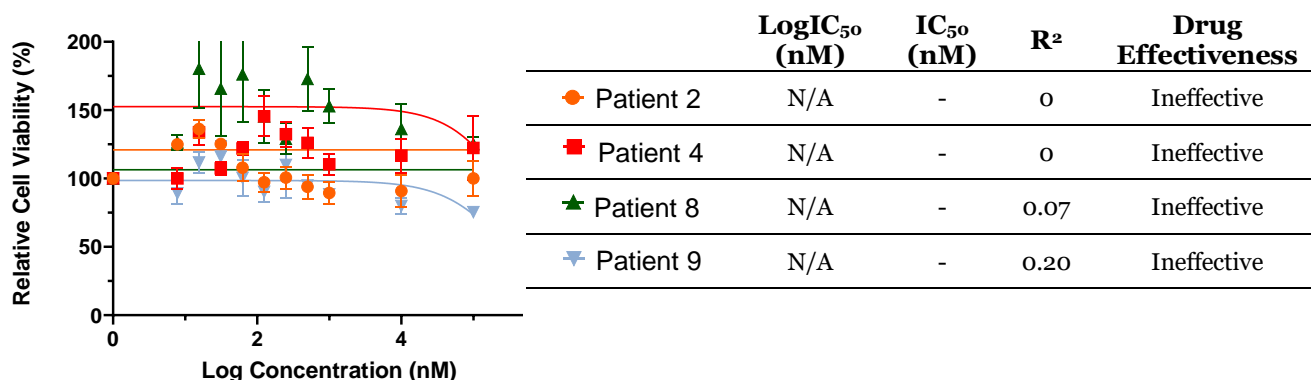 Relative Cell Viability (%)
200
150
100
50
0
0 2 4
Log Concentration (nM)
LogIC₅₀ (nM) IC₅₀ (nM) R² Drug Effectiveness
Patient 2 N/A - 0 Ineffective
Patient 4 N/A - 0 Ineffective
Patient 8 N/A - 0.07 Ineffective
Patient 9 N/A - 0.20 Ineffective